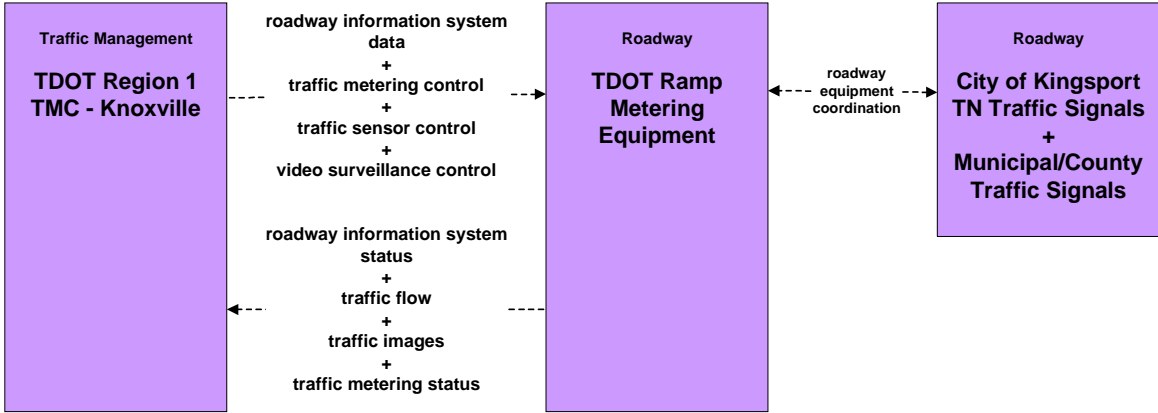 Traffic Management
TDOT Region 1
TMC - Knoxville
roadway information system
data
+
traffic metering control
+
traffic sensor control
+
video surveillance control
roadway information system
status
+
traffic flow
+
traffic images
+
traffic metering status
Roadway
TDOT Ramp
Metering
Equipment
roadway
equipment
coordination
Roadway
City of Kingsport
TN Traffic Signals
+
Municipal/County
Traffic Signals